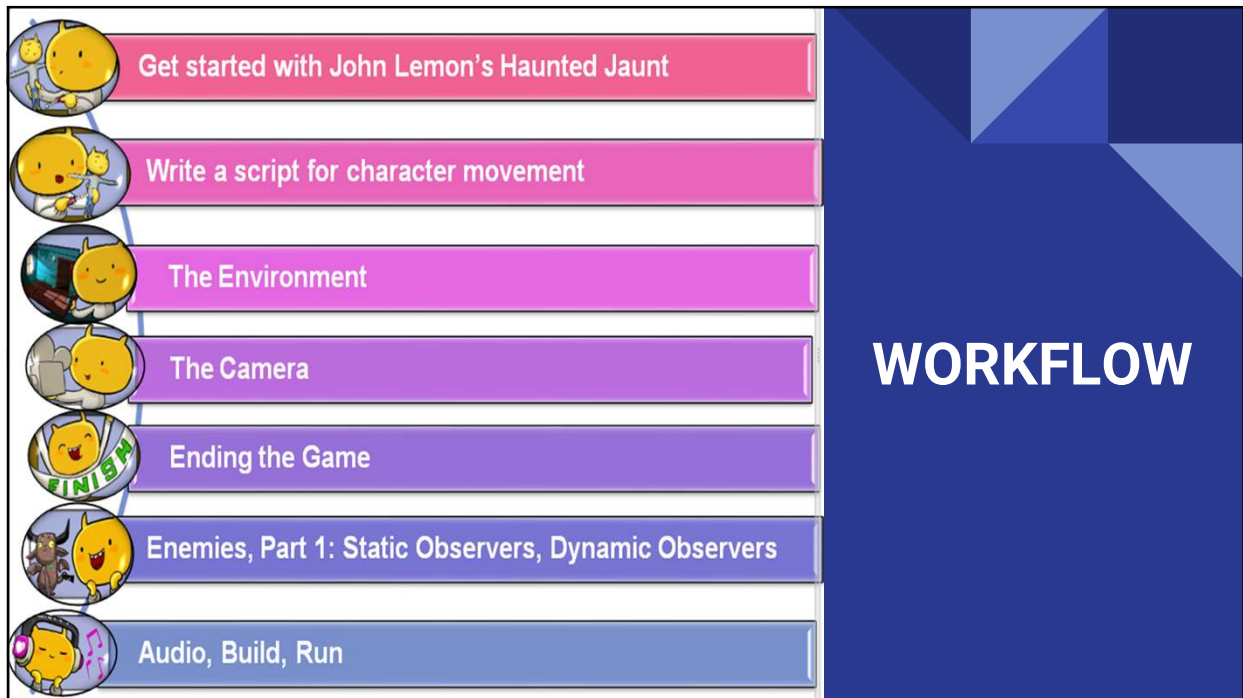 Get started with John Lemon’s Haunted Jaunt
Write a script for character movement
The Environment
The Camera
Ending the Game
FINISH
Enemies, Part 1: Static Observers, Dynamic Observers
Audio, Build, Run
WORKFLOW